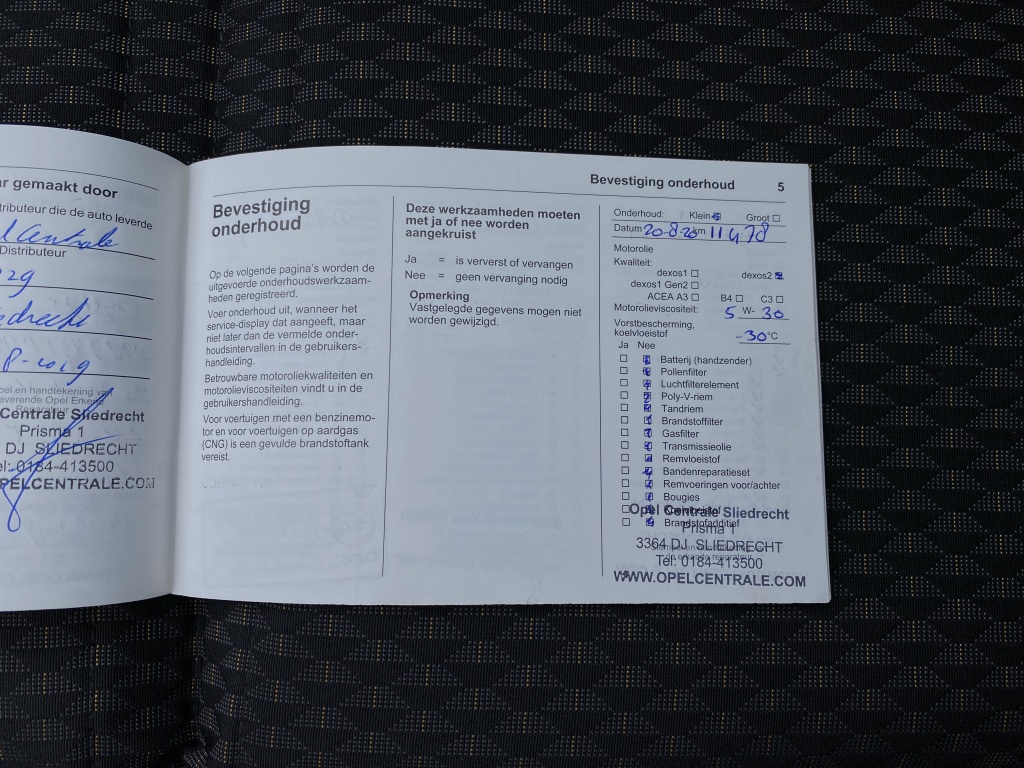 ar gemaakt door
tributeur die de auto leverde
Centrale
Distributeur
Centrale Sliedrecht
Prisma 1
DJ SLIEDRECHT
el: 0184-413500
PELCENTRALE.COM
Bevestiging onderhoud 5
Bevestiging
onderhoud
Op de volgende pagina's worden de
uitgevoerde onderhoudswerkzaam-
heden geregistreerd.
Voer onderhoud uit, wanneer het
service-display dat aangeeft, maar
niet later dan de vermelde onder-
houdsintervallen in de gebruikers-
handleiding.
Betrouwbare motoroliekwaliteiten en
motorolieviscositeiten vindt u in de
gebruikershandleiding.
Voor voertuigen met een benzinemo-
tor en voor voertuigen op aardgas
(CNG) is een gevulde brandstoftank
vereist.
Deze werkzaamheden moeten
met ja of nee worden
aangekruist
Ja = is ververst of vervangen
Nee = geen vervanging nodig
Opmerking
Vastgelegde gegevens mogen niet
worden gewijzigd.
Onderhoud: Klein Groot
Datum 20-8-20 km 11478
Motorolie
Kwaliteit:
dexos1 dexos2
dexos1 Gen2
ACEA A3 B4 C3
Motorolieviscositeit: 5 W- 30
Vorstbescherming,
koelvloeistof -30°C
Ja Nee
Batterij (handzender)
Pollenfilter
Luchtfilterelement
Poly-V-riem
Tandriem
Brandstoffilter
Gasfilter
Transmissieolie
Remvloeistof
Bandenreparatieset
Remvoeringen voor/achter
Bougies
Brandstofadditief
Opel Centrale Sliedrecht
Prisma 1
3364 DJ SLIEDRECHT
Tel: 0184-413500
WWW.OPELCENTRALE.COM